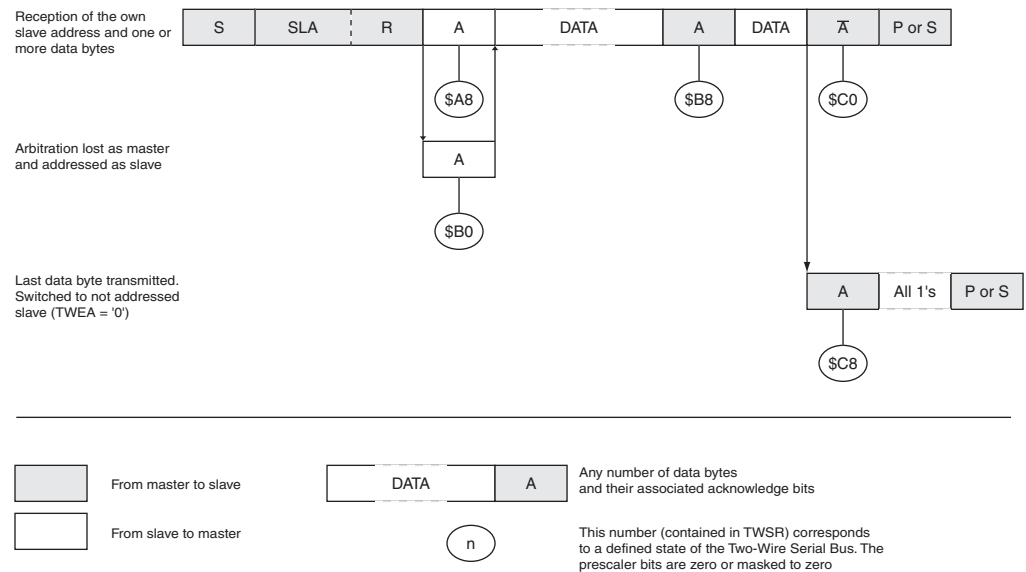 Reception of the own
slave address and one or
more data bytes
S SLA R A DATA A DATA A̅ P or S
$A8 $B8 $C0
Arbitration lost as master
and addressed as slave
A
$B0
Last data byte transmitted.
Switched to not addressed
slave (TWEA = '0')
A All 1's P or S
$C8
From master to slave
From slave to master
DATA A
Any number of data bytes
and their associated acknowledge bits
n
This number (contained in TWSR) corresponds
to a defined state of the Two-Wire Serial Bus. The
prescaler bits are zero or masked to zero